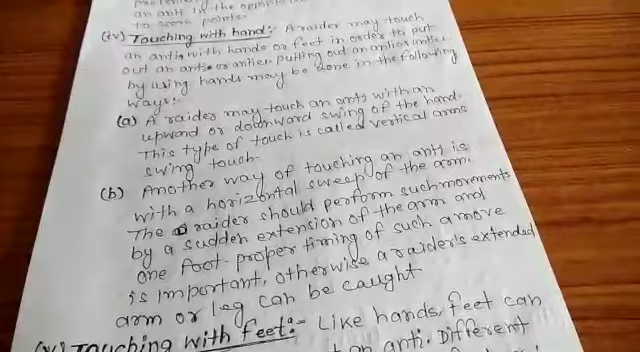 an anti in the
to score points.
(iv) Touching with hand:- A raider may touch
an anti with hands or feet in order to put
out an anti or anties. putting out an anti or anties
by using hands may be done in the following
ways:-
(a) A raider may touch an anti with an
upward or downward swing of the hand.
This type of touch is called vertical arms
swing touch.
(b) Another way of touching an anti is
with a horizontal sweep of the arm.
The raider should perform such movements
by a sudden extension of the arm and
one foot. proper timing of such a move
is important, otherwise a raider's extended
arm or leg can be caught
(v) Touching with feet:- Like hands, feet can
an anti. Different